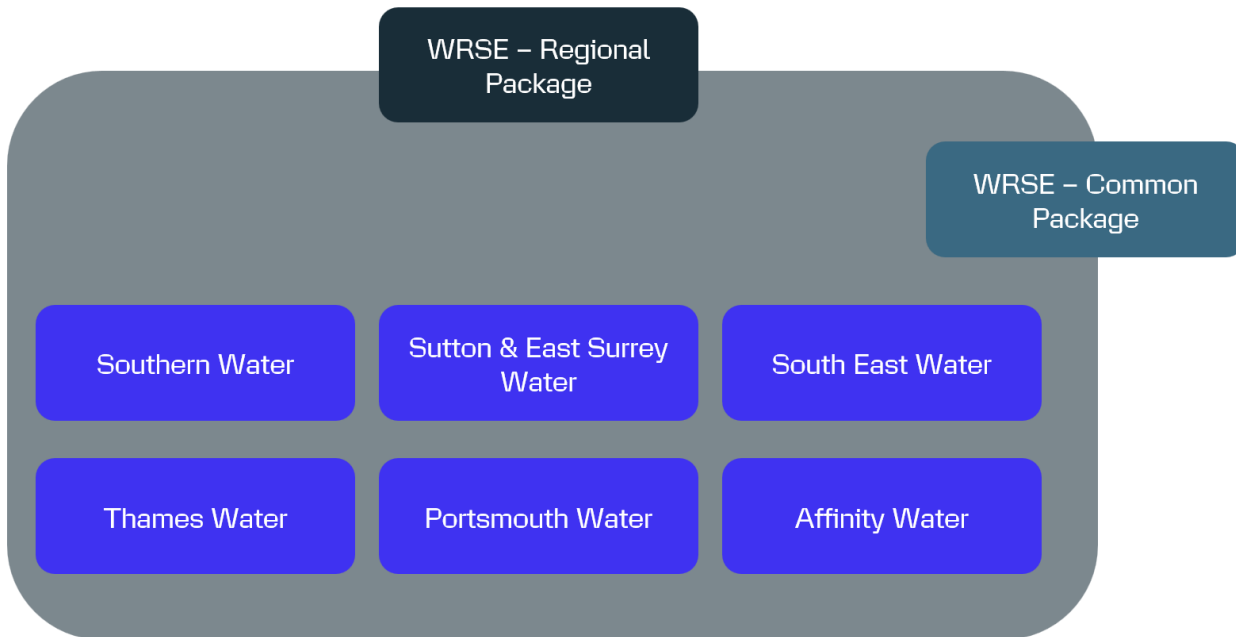 WRSE – Regional
Package
WRSE – Common
Package
Southern Water
Sutton & East Surrey
Water
South East Water
Thames Water
Portsmouth Water
Affinity Water